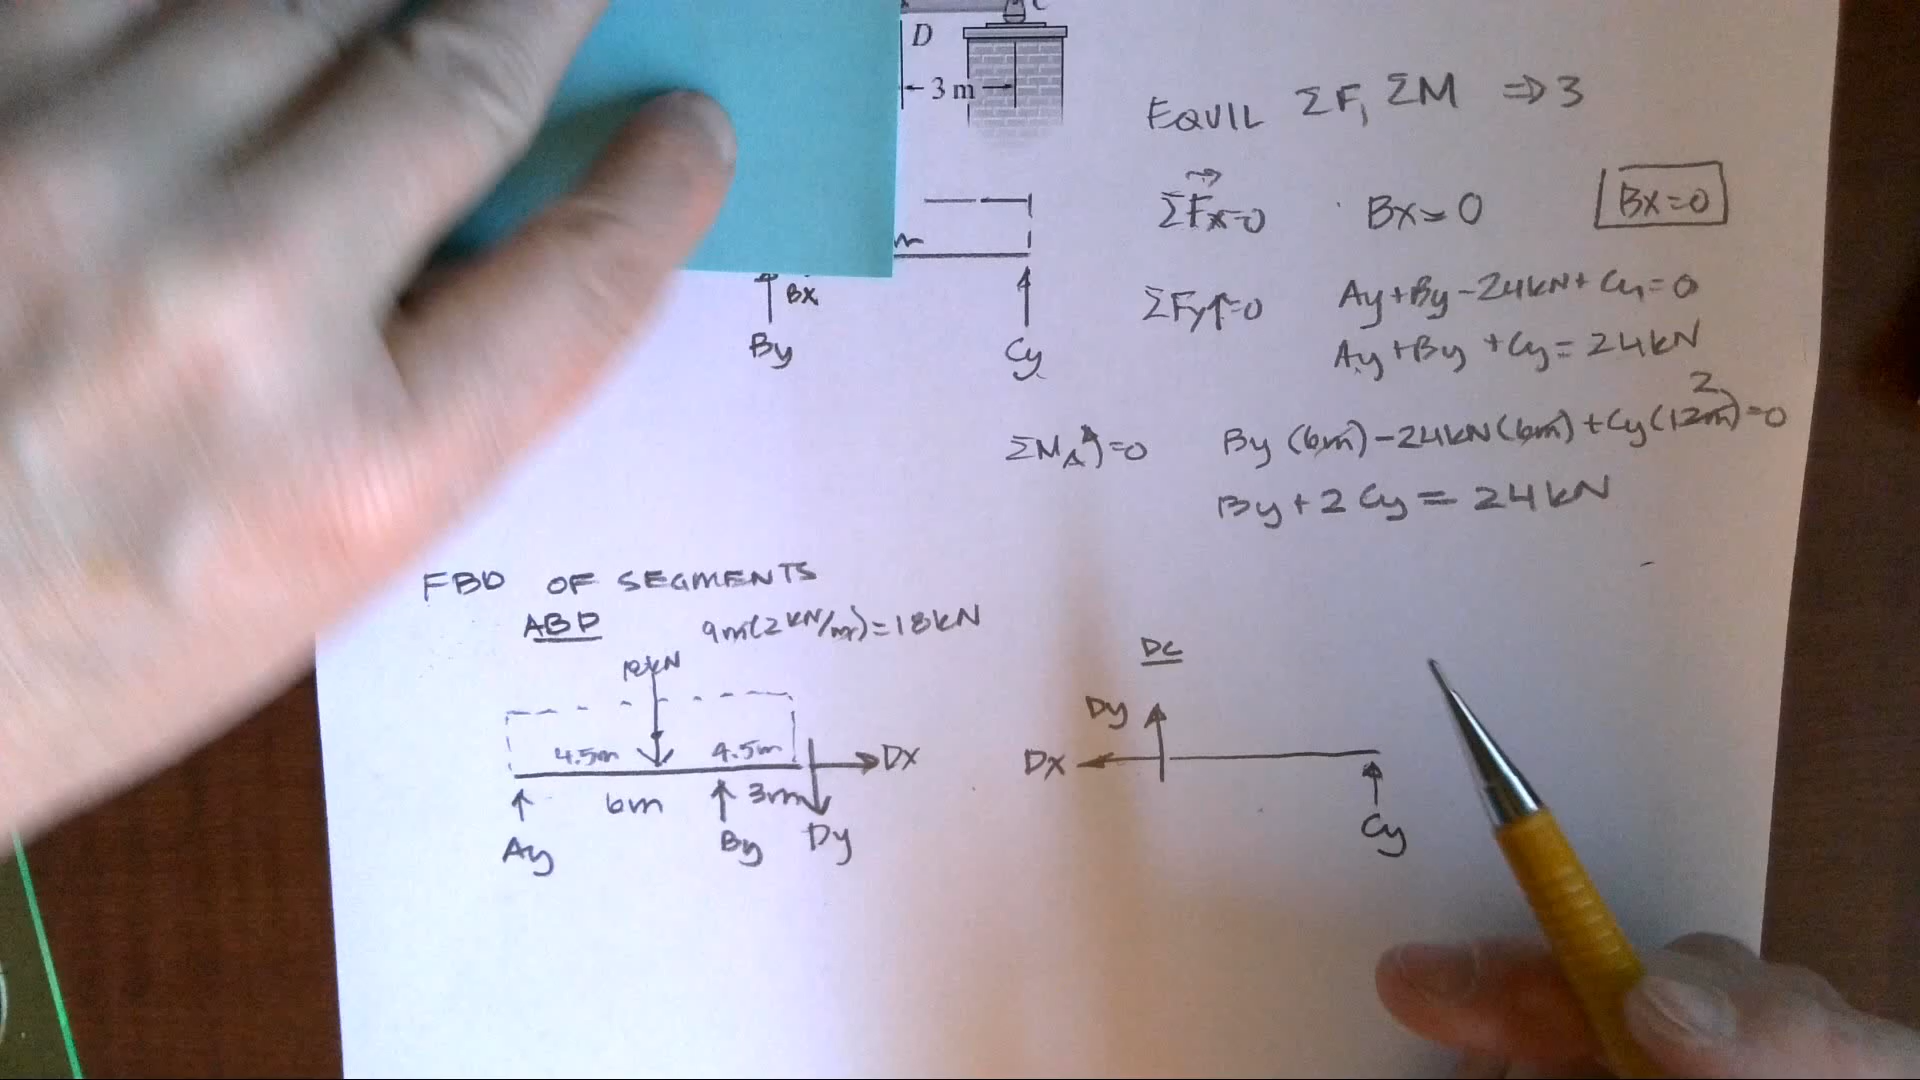 C
D
3 m
EQUIL ΣF, ΣM ⇒ 3
ΣFx=0 Bx=0 Bx=0
Bx
By
Cy
ΣFy↑=0 Ay+By-24kN+Cy=0
Ay+By+Cy=24kN
2
ΣMA=0 By(6m)-24kN(6m)+Cy(12m)=0
By+2Cy=24kN
FBD OF SEGMENTS
ABD 9m(2kN/m)=18kN
DC
4.5m 4.5m Dx
6m 3m
Ay By Dy
Dy
Dx
Cy